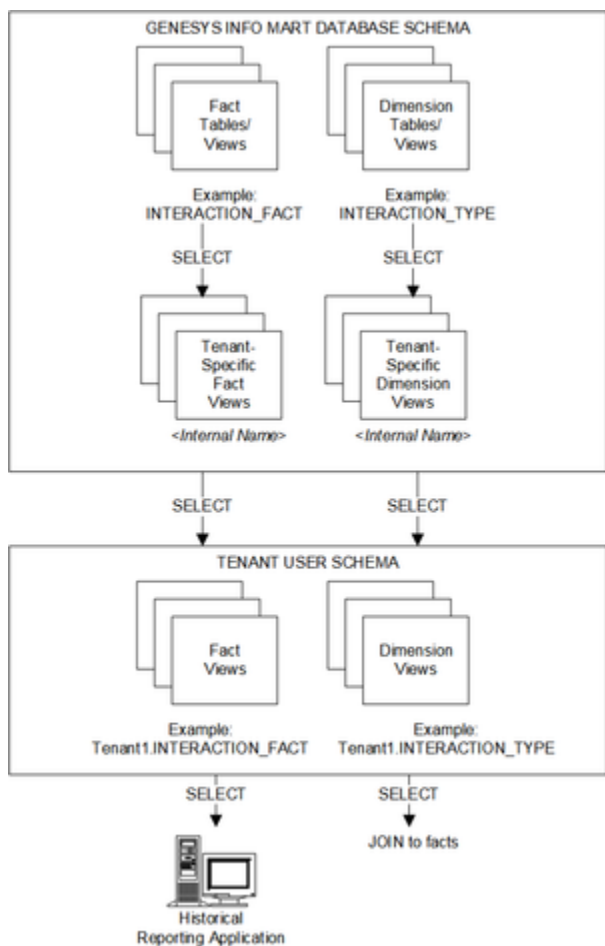 GENESYS INFO MART DATABASE SCHEMA
Fact
Tables/
Views
Dimension
Tables/
Views
Example:
INTERACTION_FACT
Example:
INTERACTION_TYPE
SELECT
SELECT
Tenant-
Specific
Fact
Views
Tenant-
Specific
Dimension
Views
<Internal Name>
<Internal Name>
SELECT
SELECT
TENANT USER SCHEMA
Fact
Views
Dimension
Views
Example:
Tenant1.INTERACTION_FACT
Example:
Tenant1.INTERACTION_TYPE
SELECT
SELECT
JOIN to facts
Historical
Reporting Application